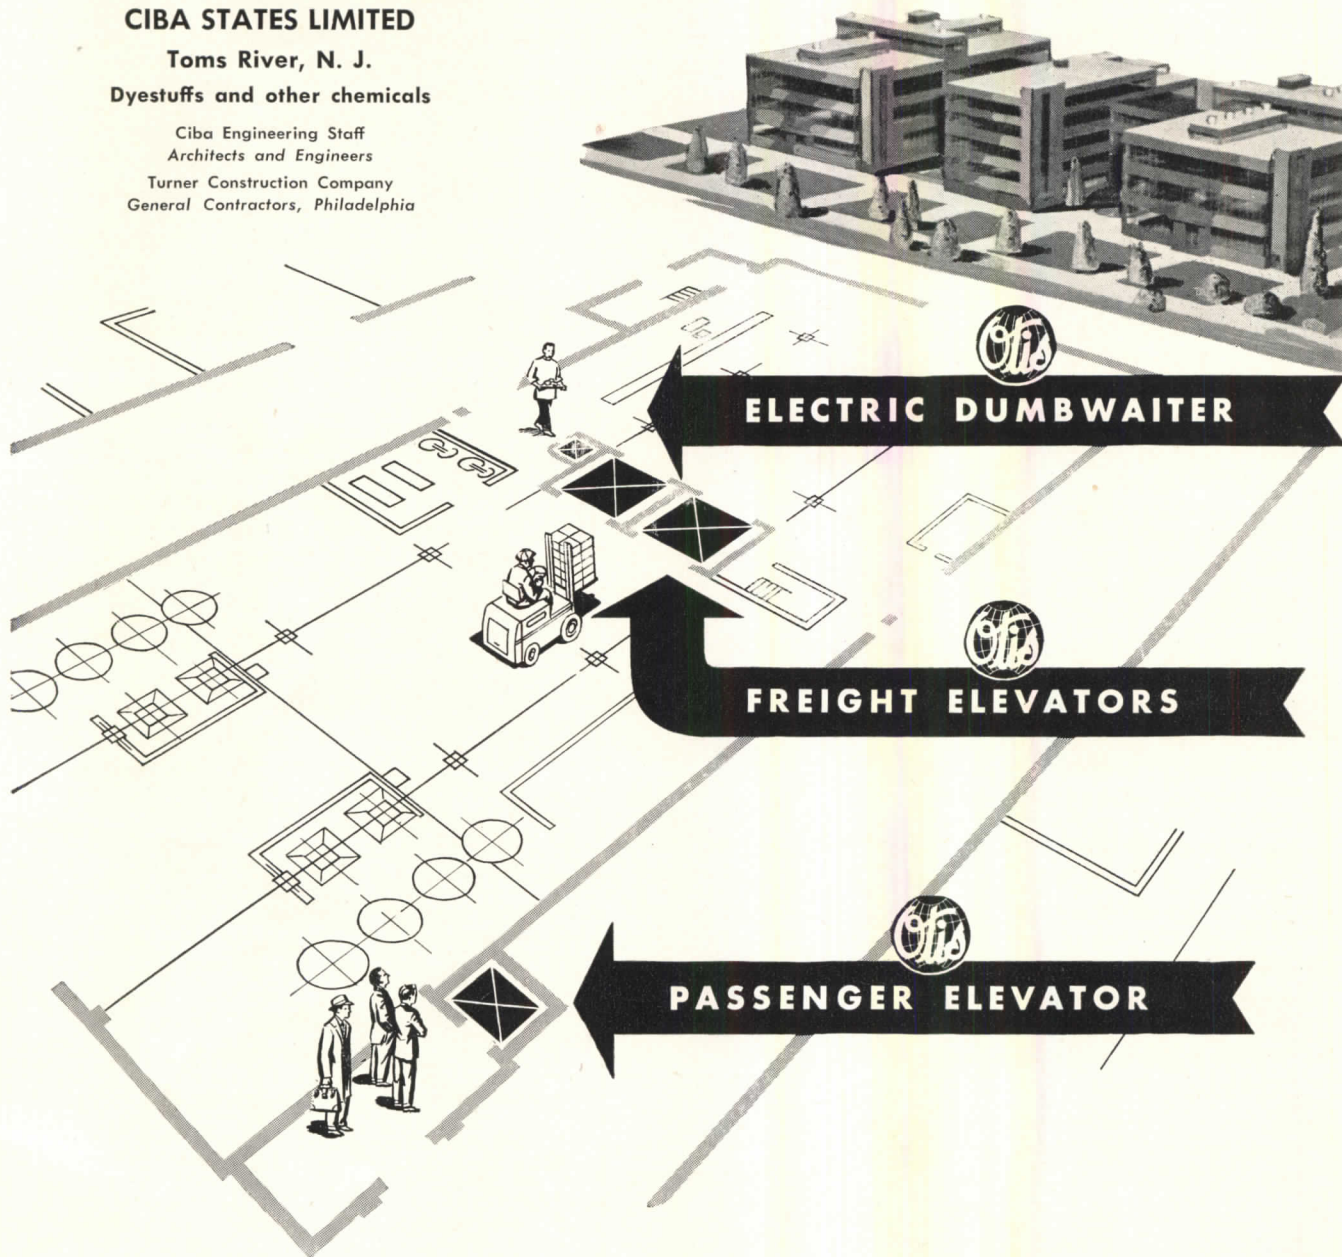 CIBA STATES LIMITED
Toms River, N. J.
Dyestuffs and other chemicals
Ciba Engineering Staff
Architects and Engineers
Turner Construction Company
General Contractors, Philadelphia
Otis
ELECTRIC DUMBWAITER
Otis
FREIGHT ELEVATORS
Otis
PASSENGER ELEVATOR